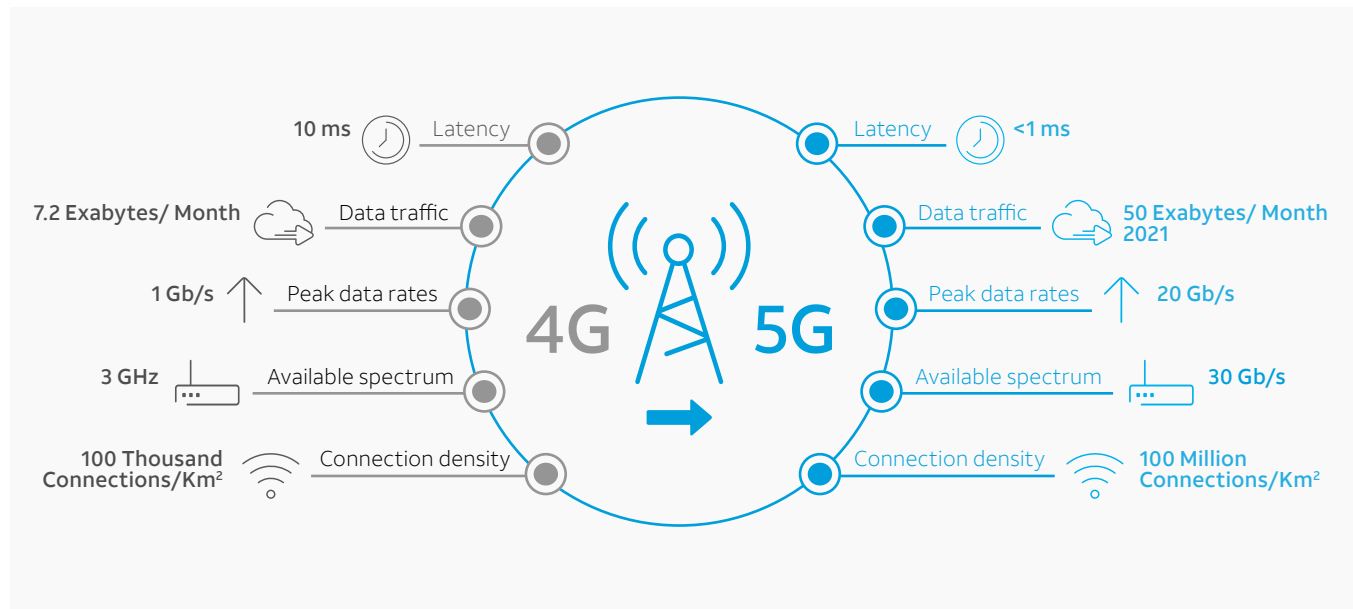 10 ms
Latency
7.2 Exabytes/ Month
Data traffic
1 Gb/s
Peak data rates
3 GHz
Available spectrum
100 Thousand
Connections/Km²
Connection density
4G
5G
Latency
<1 ms
Data traffic
50 Exabytes/ Month
2021
Peak data rates
20 Gb/s
Available spectrum
30 Gb/s
Connection density
100 Million
Connections/Km²